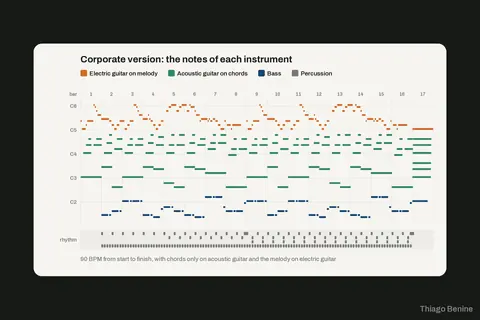 Corporate version: the notes of each instrument
Electric guitar on melody Acoustic guitar on chords Bass Percussion
bar 1 2 3 4 5 6 7 8 9 10 11 12 13 14 15 16 17
C6
C5
C4
C3
C2
rhythm
90 BPM from start to finish, with chords only on acoustic guitar and the melody on electric guitar
Thiago Benine